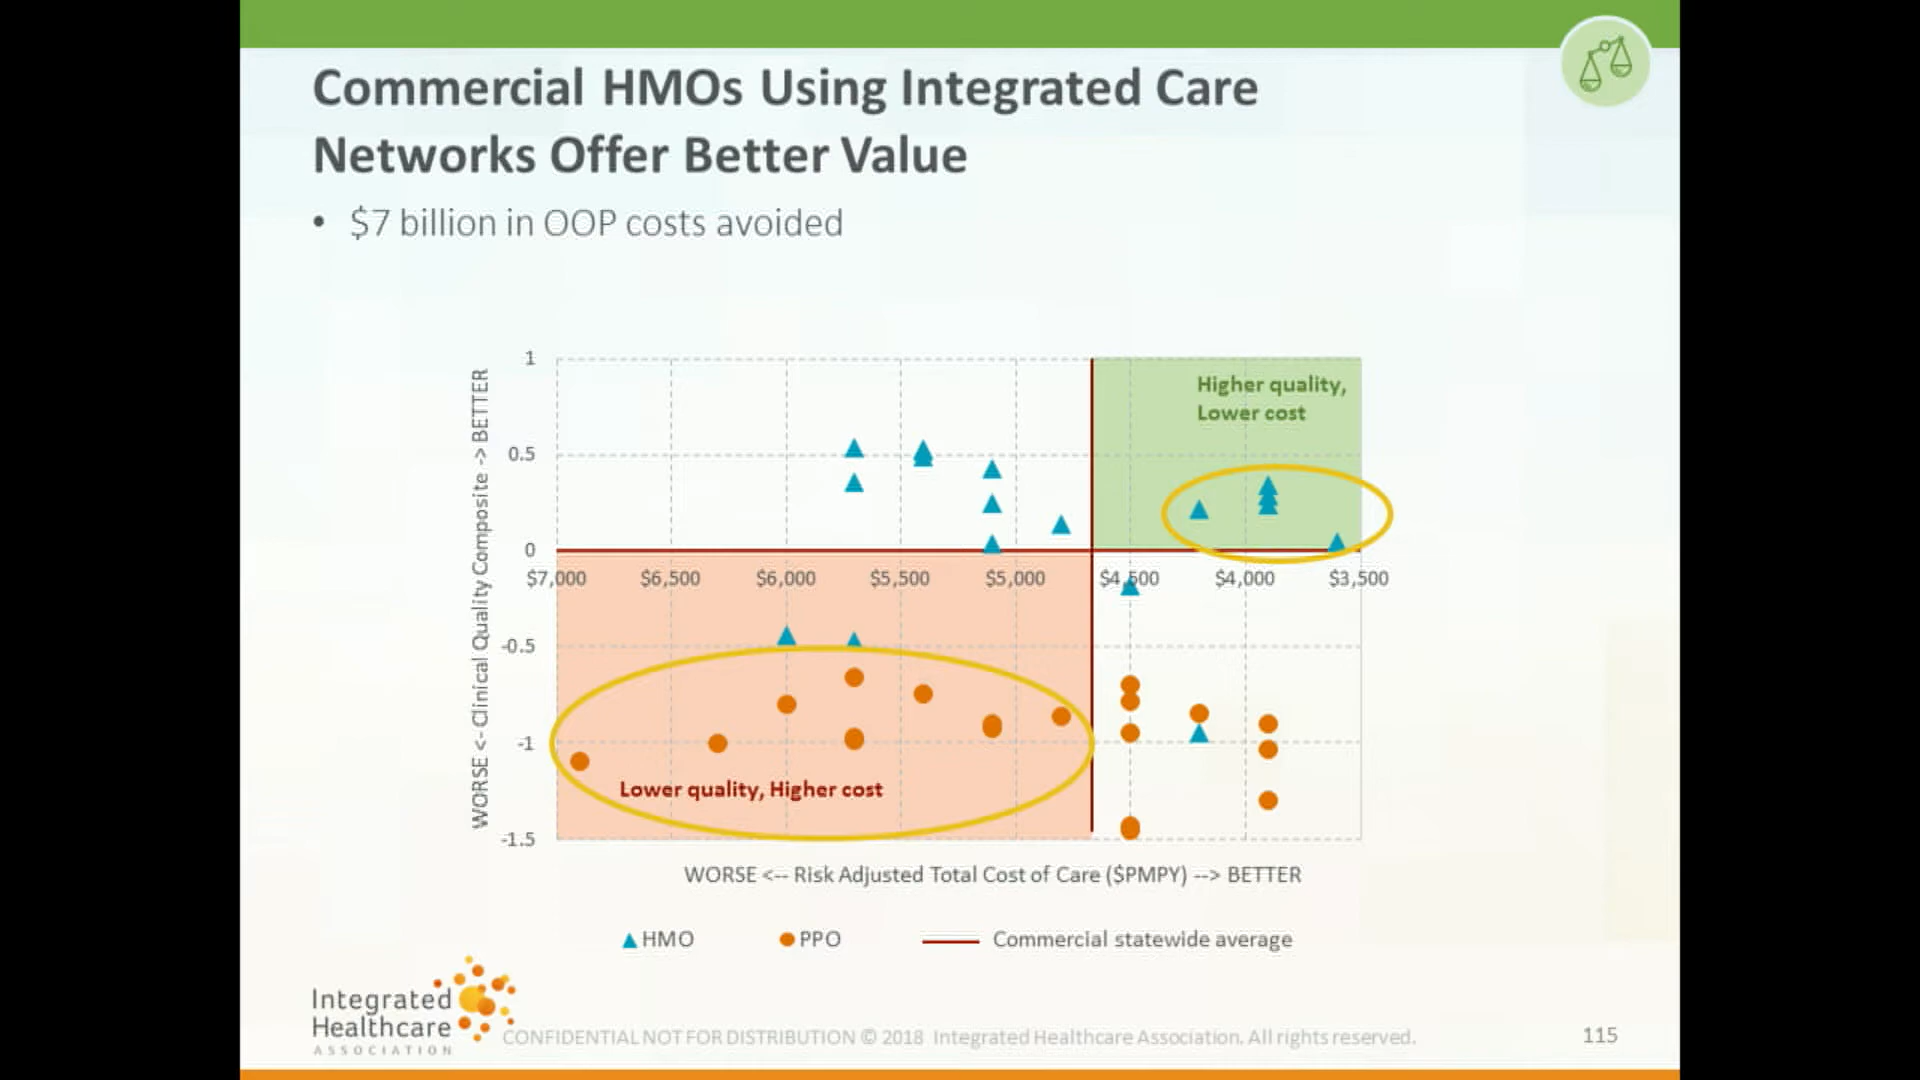 Commercial HMOs Using Integrated Care
Networks Offer Better Value
• $7 billion in OOP costs avoided
WORSE <- Clinical Quality Composite -> BETTER
1
0.5
0
-0.5
-1
-1.5
Higher quality,
Lower cost
$7,000 $6,500 $6,000 $5,500 $5,000 $4,500 $4,000 $3,500
Lower quality, Higher cost
WORSE <-- Risk Adjusted Total Cost of Care ($PMPY) --> BETTER
HMO PPO Commercial statewide average
Integrated
Healthcare
ASSOCIATION
CONFIDENTIAL NOT FOR DISTRIBUTION © 2018 Integrated Healthcare Association. All rights reserved.
115